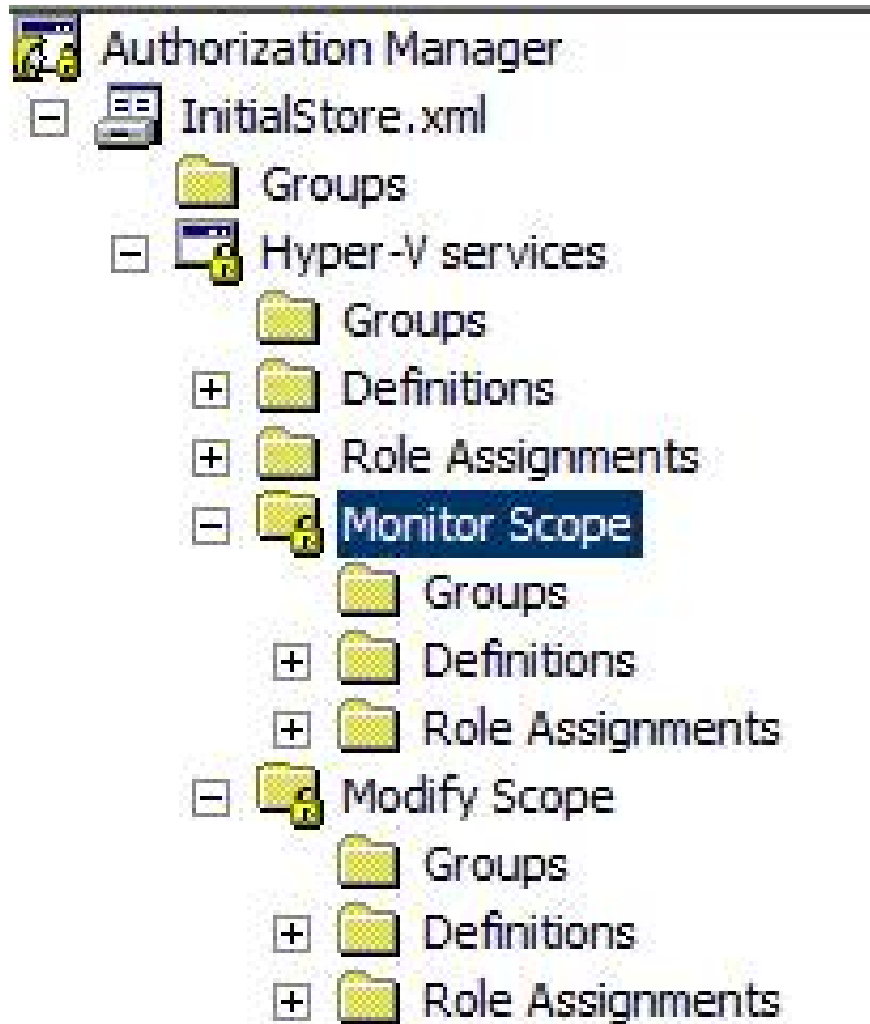 Authorization Manager
InitialStore.xml
Groups
Hyper-V services
Groups
Definitions
Role Assignments
Monitor Scope
Groups
Definitions
Role Assignments
Modify Scope
Groups
Definitions
Role Assignments